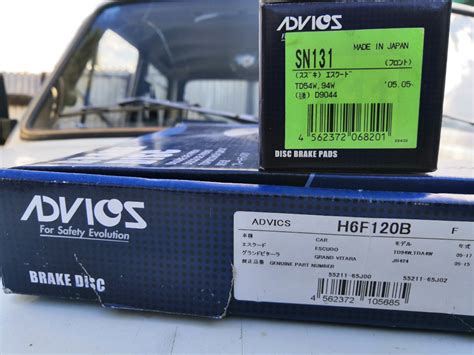 ADVICS
SN131
MADE IN JAPAN
(スズキ) エスクード
(フロント)
TD54W,94W
'05.05-
D9044
4 562372 068201
DISC BRAKE PADS
ADVICS
For Safety Evolution
BRAKE DISC
ADVICS
H6F120B
F
車種
CAR
モデル
年式
エスクード
ESCUDO
TD94W,TDA4W
05-17
グランドビターラ
GRAND VITARA
JB424
05-15
純正品番
GENUINE PART NUMBER
55211-65J00
55211-65J02
4 562372 105685